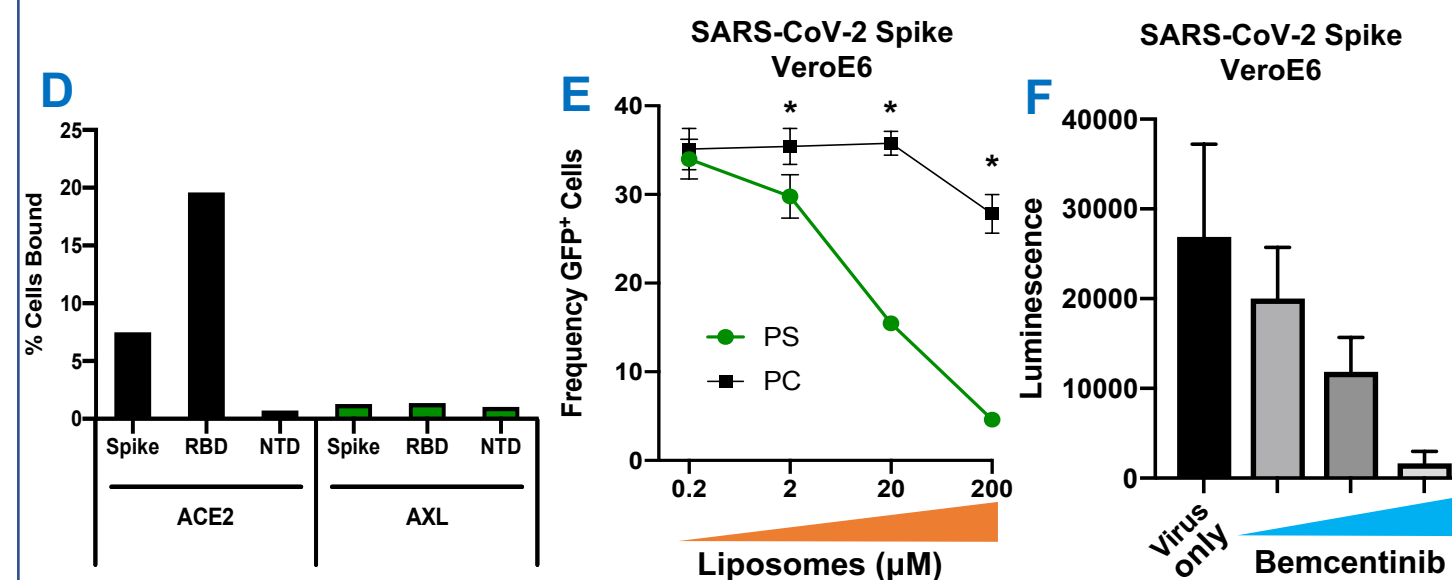 D
25
20
15
10
5
0
% Cells Bound
Spike RBD NTD Spike RBD NTD
ACE2 AXL
E
SARS-CoV-2 Spike
VeroE6
40
30
20
10
0
Frequency GFP⁺ Cells
* * *
PS
PC
0.2 2 20 200
Liposomes (µM)
F
SARS-CoV-2 Spike
VeroE6
40000
30000
20000
10000
0
Luminescence
Virus
only
Bemcentinib